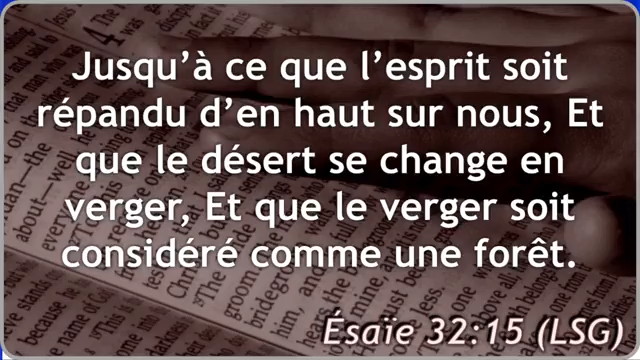 Jusqu’à ce que l’esprit soit
répandu d’en haut sur nous, Et
que le désert se change en
verger, Et que le verger soit
considéré comme une forêt.
Ésaïe 32:15 (LSG)